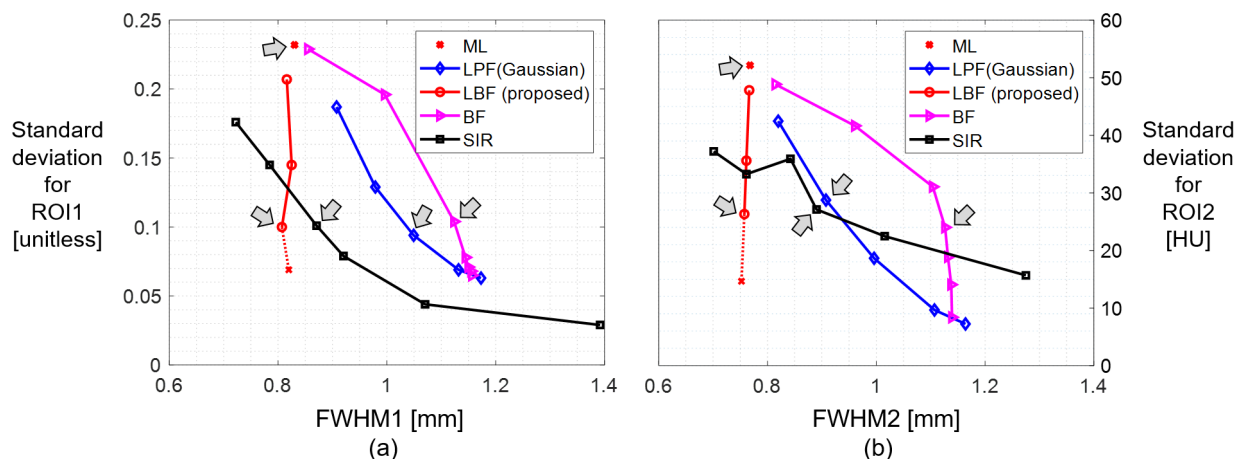 Standard
deviation
for
ROI1
[unitless]
0.25
0.2
0.15
0.1
0.05
0
ML
LPF(Gaussian)
LBF (proposed)
BF
SIR
0.6 0.8 1 1.2 1.4
FWHM1 [mm]
(a)
ML
LPF(Gaussian)
LBF (proposed)
BF
SIR
60
50
40
30
20
10
0
0.6 0.8 1 1.2 1.4
FWHM2 [mm]
(b)
Standard
deviation
for
ROI2
[HU]